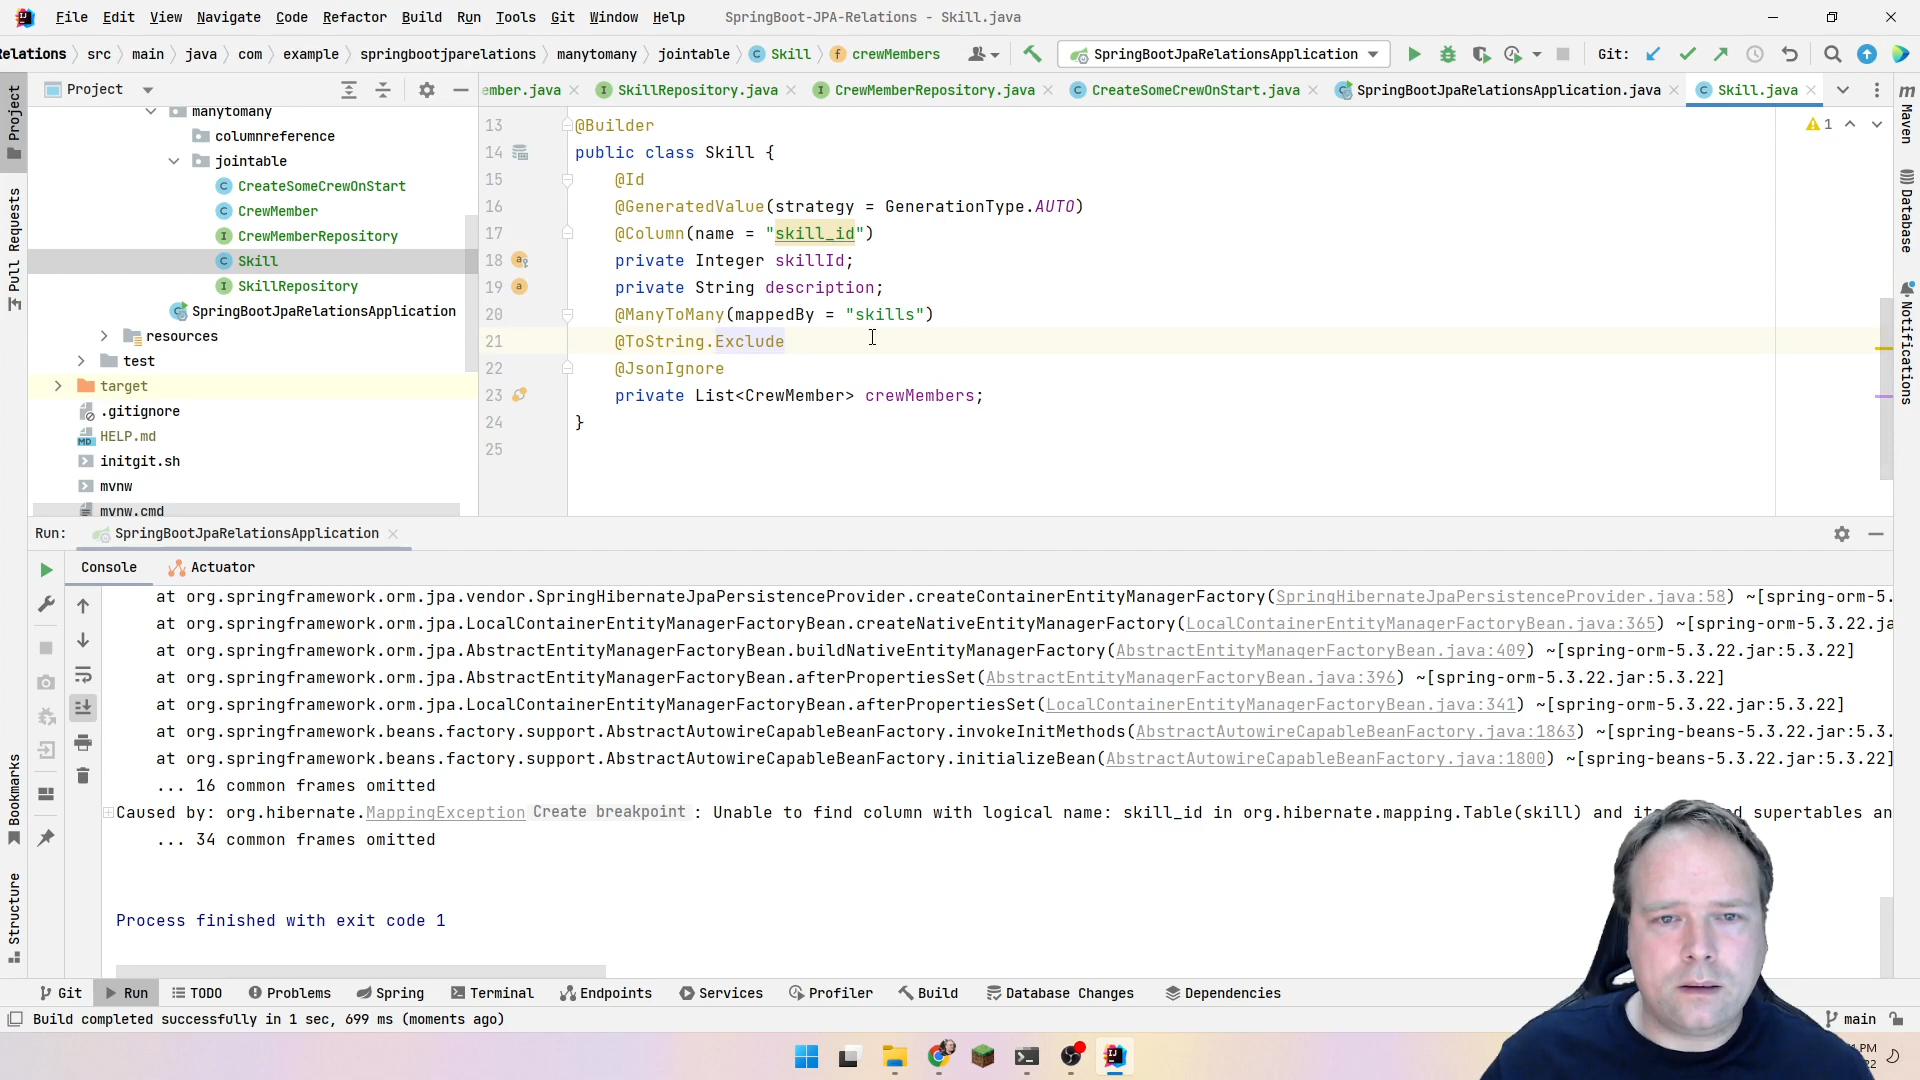 File Edit View Navigate Code Refactor Build Run Tools Git Window Help SpringBoot-JPA-Relations - Skill.java
elations src main java com example springbootjparelations manytomany jointable Skill crewMembers SpringBootJpaRelationsApplication Git:
Project
ember.java SkillRepository.java CrewMemberRepository.java CreateSomeCrewOnStart.java SpringBootJpaRelationsApplication.java Skill.java
manytomany
columnreference
jointable
CreateSomeCrewOnStart
CrewMember
CrewMemberRepository
Skill
SkillRepository
SpringBootJpaRelationsApplication
resources
test
target
.gitignore
HELP.md
initgit.sh
mvnw
mvnw.cmd
13 @Builder
14 public class Skill {
15 @Id
16 @GeneratedValue(strategy = GenerationType.AUTO)
17 @Column(name = "skill_id")
18 private Integer skillId;
19 private String description;
20 @ManyToMany(mappedBy = "skills")
21 @ToString.Exclude
22 @JsonIgnore
23 private List<CrewMember> crewMembers;
24 }
25
1
Project
Pull Requests
Bookmarks
Structure
Maven
Database
Notifications
Run: SpringBootJpaRelationsApplication
Console Actuator
at org.springframework.orm.jpa.vendor.SpringHibernateJpaPersistenceProvider.createContainerEntityManagerFactory(SpringHibernateJpaPersistenceProvider.java:58) ~[spring-orm-5.
at org.springframework.orm.jpa.LocalContainerEntityManagerFactoryBean.createNativeEntityManagerFactory(LocalContainerEntityManagerFactoryBean.java:365) ~[spring-orm-5.3.22.ja
at org.springframework.orm.jpa.AbstractEntityManagerFactoryBean.buildNativeEntityManagerFactory(AbstractEntityManagerFactoryBean.java:409) ~[spring-orm-5.3.22.jar:5.3.22]
at org.springframework.orm.jpa.AbstractEntityManagerFactoryBean.afterPropertiesSet(AbstractEntityManagerFactoryBean.java:396) ~[spring-orm-5.3.22.jar:5.3.22]
at org.springframework.orm.jpa.LocalContainerEntityManagerFactoryBean.afterPropertiesSet(LocalContainerEntityManagerFactoryBean.java:341) ~[spring-orm-5.3.22.jar:5.3.22]
at org.springframework.beans.factory.support.AbstractAutowireCapableBeanFactory.invokeInitMethods(AbstractAutowireCapableBeanFactory.java:1863) ~[spring-beans-5.3.22.jar:5.3.
at org.springframework.beans.factory.support.AbstractAutowireCapableBeanFactory.initializeBean(AbstractAutowireCapableBeanFactory.java:1800) ~[spring-beans-5.3.22.jar:5.3.22]
... 16 common frames omitted
Caused by: org.hibernate.MappingException Create breakpoint : Unable to find column with logical name: skill_id in org.hibernate.mapping.Table(skill) and supertables an
... 34 common frames omitted
Process finished with exit code 1
Git Run TODO Problems Spring Terminal Endpoints Services Profiler Build Database Changes Dependencies
Build completed successfully in 1 sec, 699 ms (moments ago) main
PM